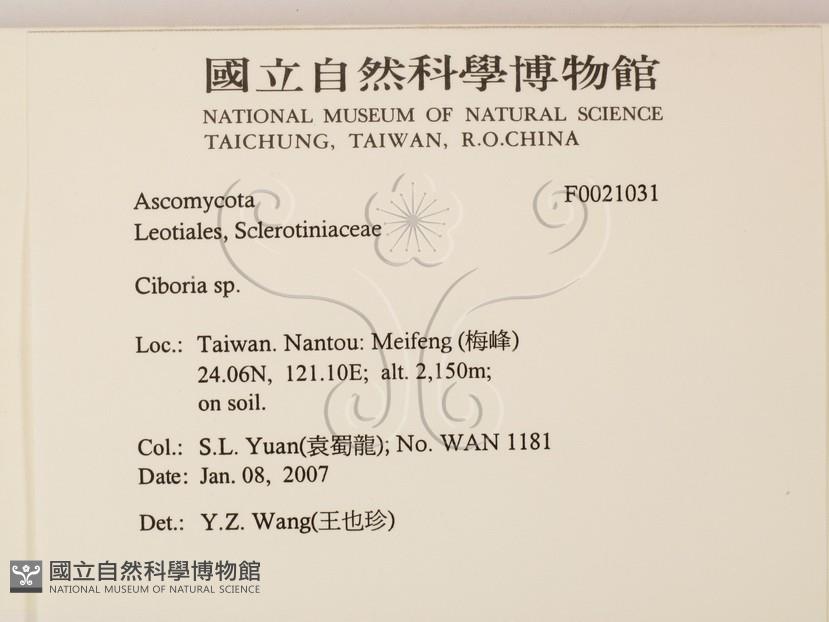 國立自然科學博物館
NATIONAL MUSEUM OF NATURAL SCIENCE
TAICHUNG, TAIWAN, R.O.CHINA
Ascomycota F0021031
Leotiales, Sclerotiniaceae
Ciboria sp.
Loc.: Taiwan. Nantou: Meifeng (梅峰)
24.06N, 121.10E; alt. 2,150m;
on soil.
Col.: S.L. Yuan(袁蜀龍); No. WAN 1181
Date: Jan. 08, 2007
Det.: Y.Z. Wang(王也珍)
國立自然科學博物館
NATIONAL MUSEUM OF NATURAL SCIENCE